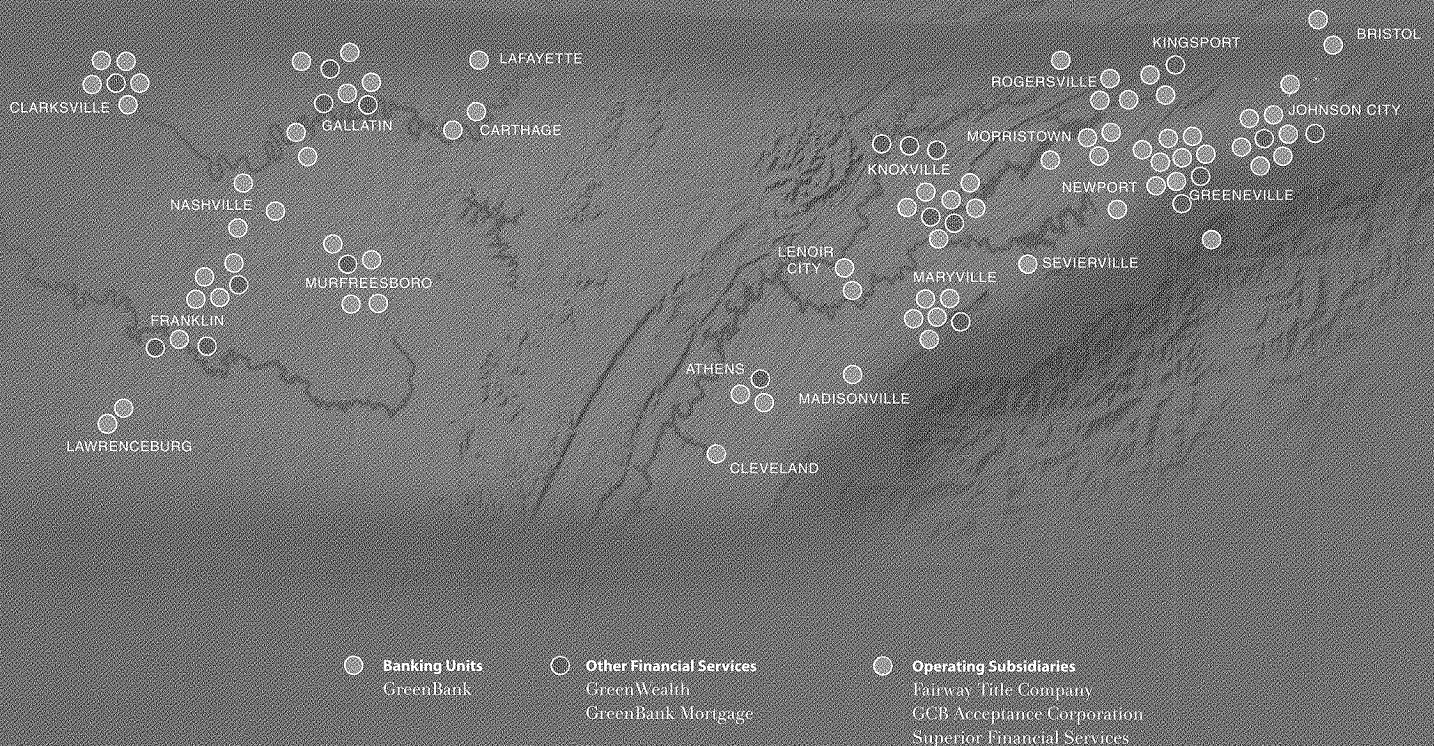 BRISTOL
KINGSPORT
LAFAYETTE
ROGERSVILLE
CLARKSVILLE
JOHNSON CITY
GALLATIN
CARTHAGE
MORRISTOWN
KNOXVILLE
NEWPORT
GREENEVILLE
NASHVILLE
LENOIR
CITY
SEVIERVILLE
MARYVILLE
MURFREESBORO
FRANKLIN
ATHENS
MADISONVILLE
LAWRENCEBURG
CLEVELAND
Banking Units
GreenBank
Other Financial Services
GreenWealth
GreenBank Mortgage
Operating Subsidiaries
Fairway Title Company
GCB Acceptance Corporation
Superior Financial Services